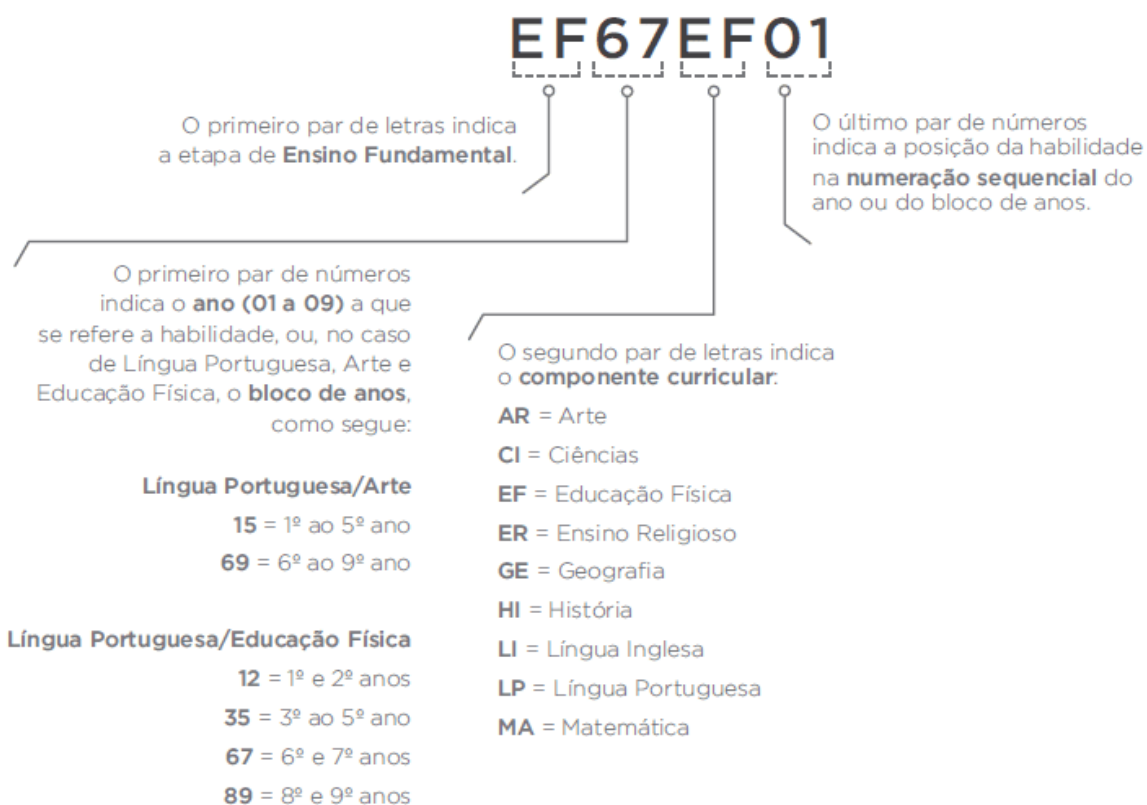 EF67EF01
O primeiro par de letras indica
a etapa de Ensino Fundamental.
O último par de números
indica a posição da habilidade
na numeração sequencial do
ano ou do bloco de anos.
O primeiro par de números
indica o ano (01 a 09) a que
se refere a habilidade, ou, no caso
de Língua Portuguesa, Arte e
Educação Física, o bloco de anos,
como segue:
Língua Portuguesa/Arte
15 = 1º ao 5º ano
69 = 6º ao 9º ano
Língua Portuguesa/Educação Física
12 = 1º e 2º anos
35 = 3º ao 5º ano
67 = 6º e 7º anos
89 = 8º e 9º anos
O segundo par de letras indica
o componente curricular:
AR = Arte
CI = Ciências
EF = Educação Física
ER = Ensino Religioso
GE = Geografia
HI = História
LI = Língua Inglesa
LP = Língua Portuguesa
MA = Matemática